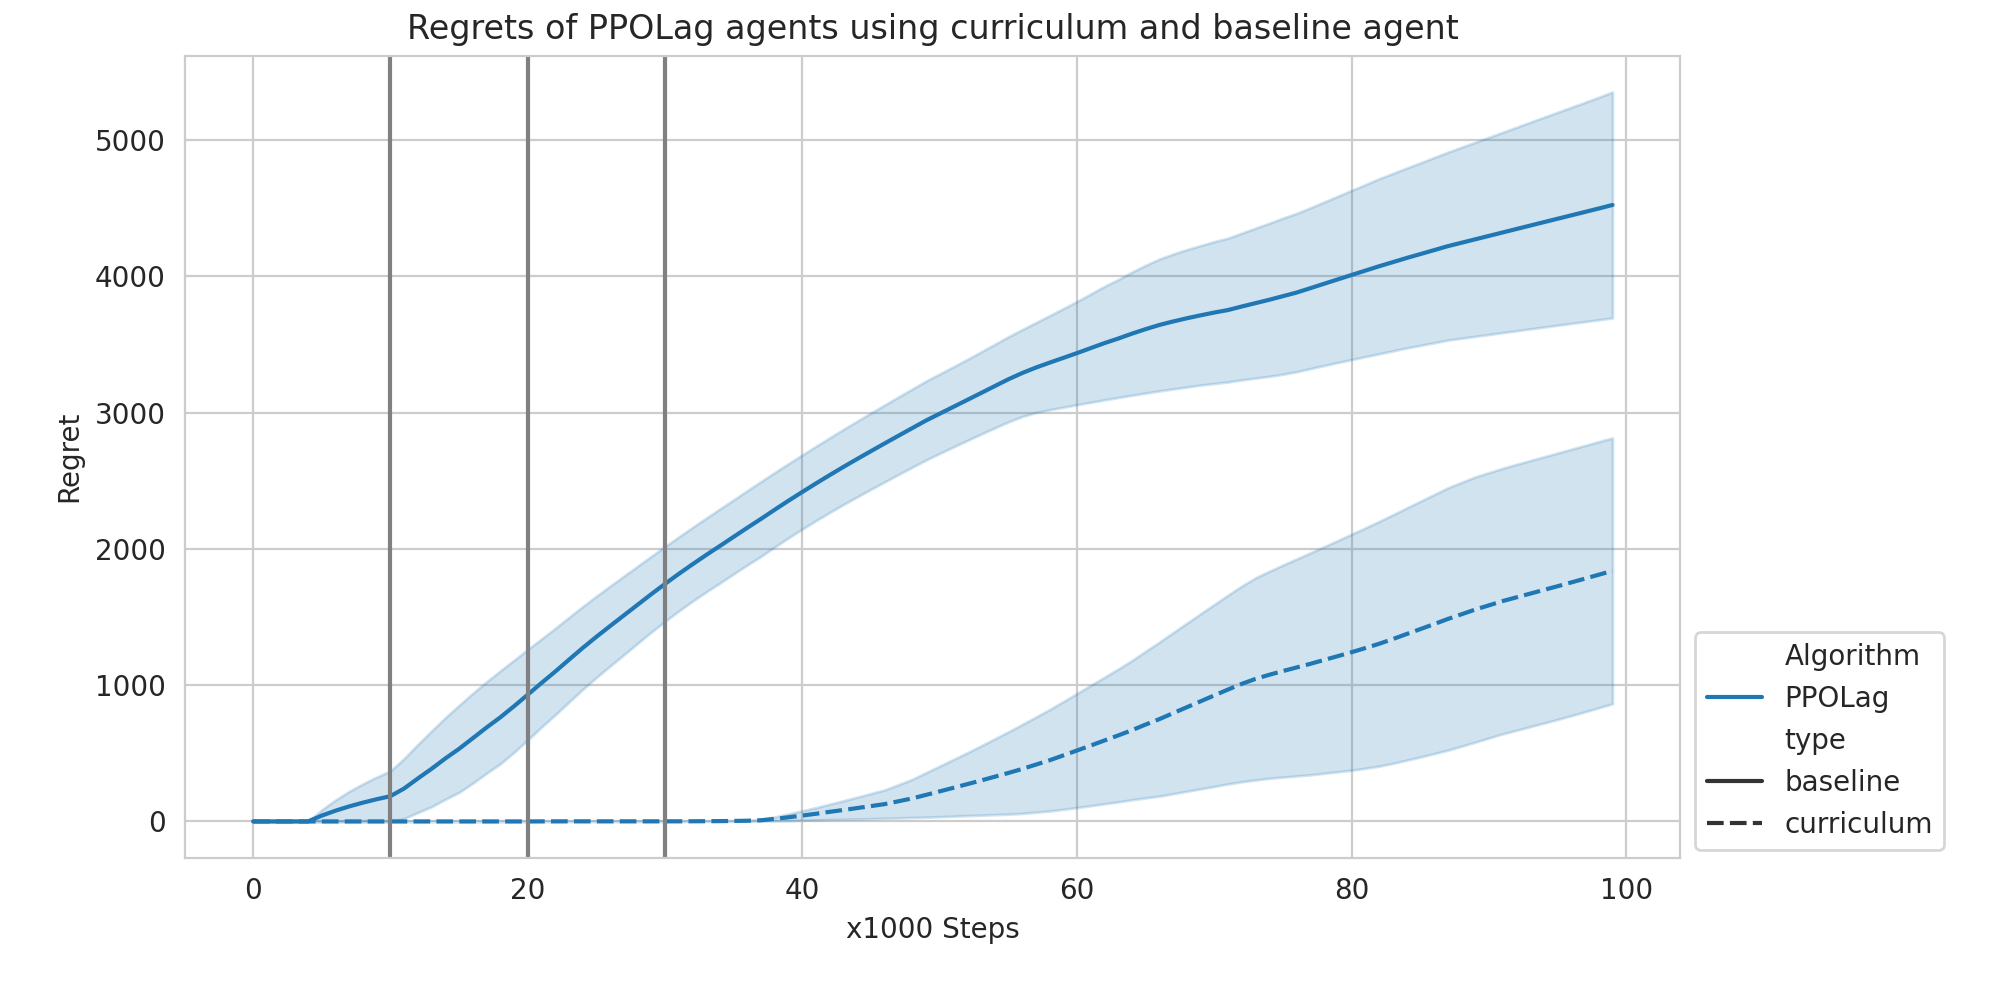 Regrets of PPOLag agents using curriculum and baseline agent
5000
4000
3000
2000
1000
0
Regret
0 20 40 60 80 100
x1000 Steps
Algorithm
PPOLag
type
baseline
curriculum